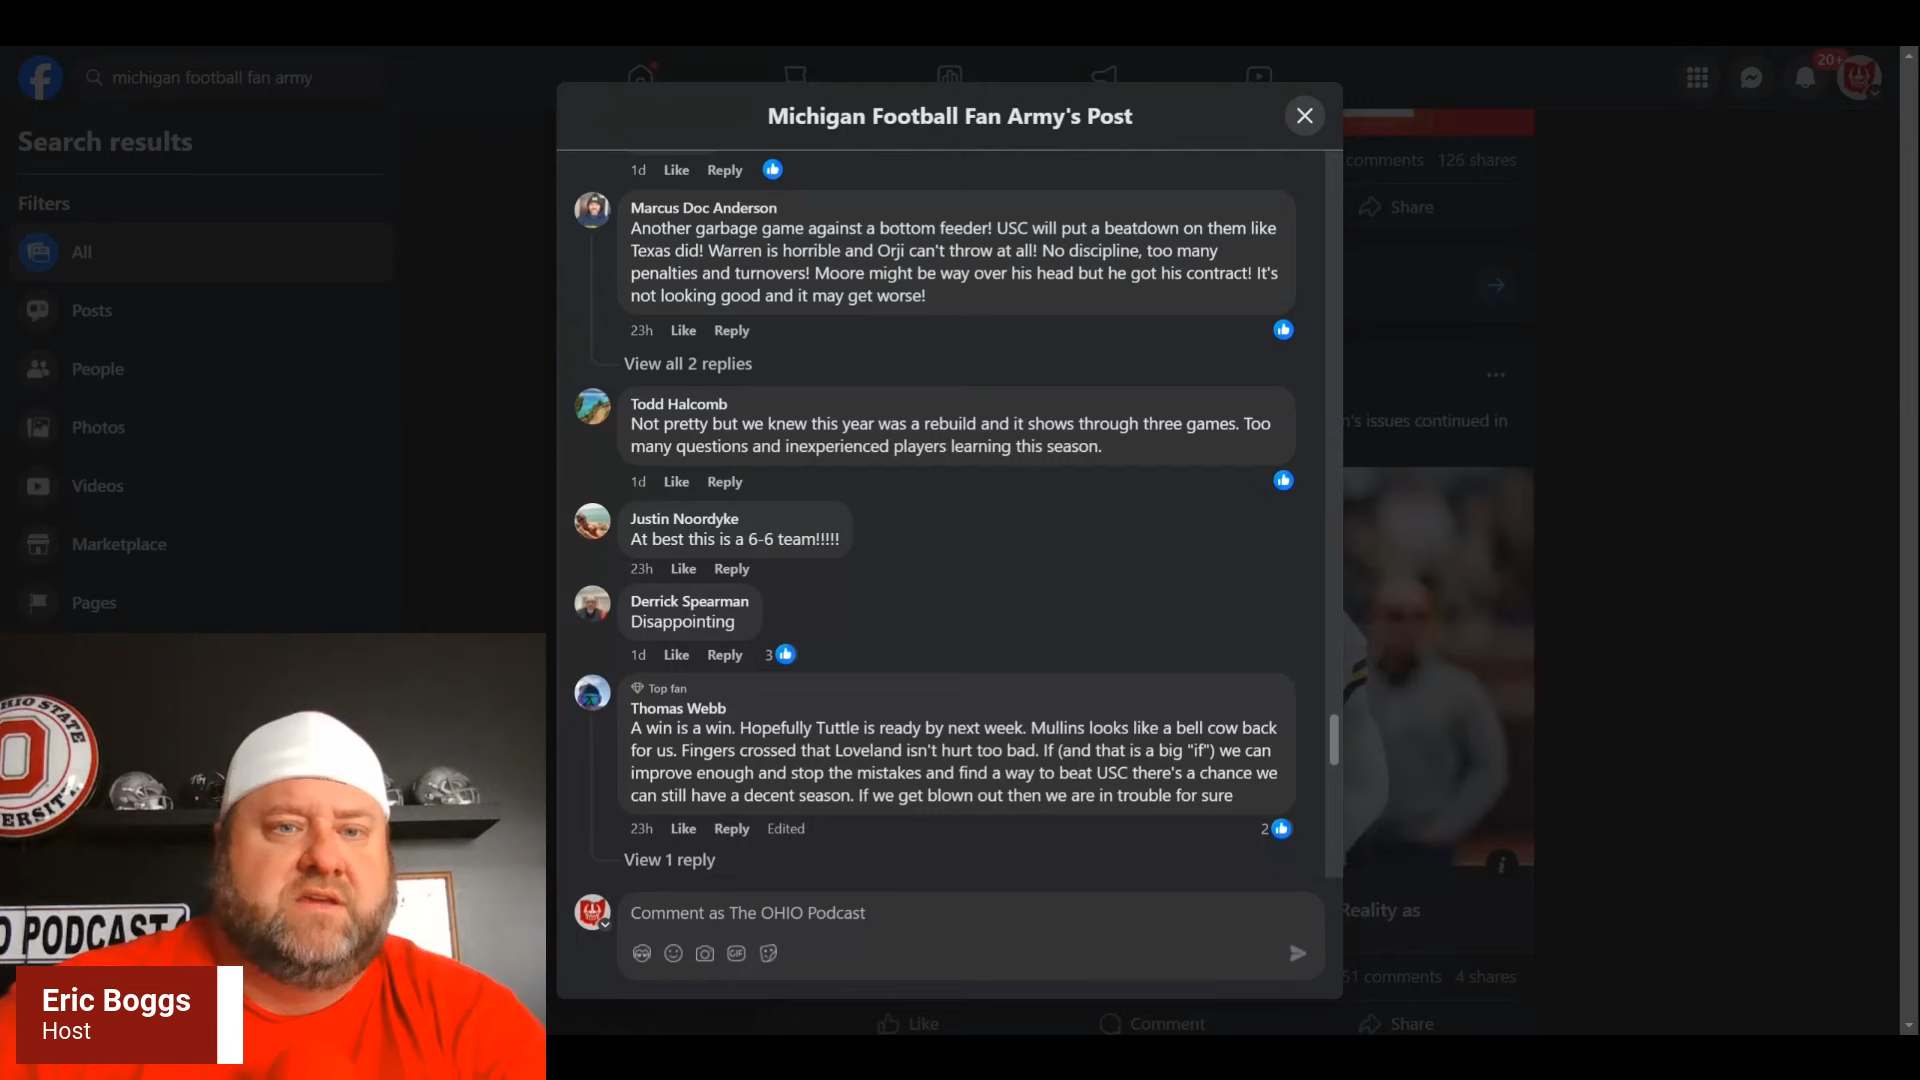 michigan football fan army
20+
Search results
Filters
All
Posts
People
Photos
Videos
Marketplace
Pages
Michigan Football Fan Army's Post
1d Like Reply
Marcus Doc Anderson
Another garbage game against a bottom feeder! USC will put a beatdown on them like
Texas did! Warren is horrible and Orji can't throw at all! No discipline, too many
penalties and turnovers! Moore might be way over his head but he got his contract! It's
not looking good and it may get worse!
23h Like Reply
View all 2 replies
Todd Halcomb
Not pretty but we knew this year was a rebuild and it shows through three games. Too
many questions and inexperienced players learning this season.
1d Like Reply
Justin Noordyke
At best this is a 6-6 team!!!!!
23h Like Reply
Derrick Spearman
Disappointing
1d Like Reply 3
Top fan
Thomas Webb
A win is a win. Hopefully Tuttle is ready by next week. Mullins looks like a bell cow back
for us. Fingers crossed that Loveland isn't hurt too bad. If (and that is a big "if") we can
improve enough and stop the mistakes and find a way to beat USC there's a chance we
can still have a decent season. If we get blown out then we are in trouble for sure
23h Like Reply Edited 2
View 1 reply
Comment as The OHIO Podcast
GIF
comments 126 shares
Share
n's issues continued in
Reality as
51 comments 4 shares
Like Comment Share
HIO STATE
O
ERSIT
O PODCAST
Eric Boggs
Host